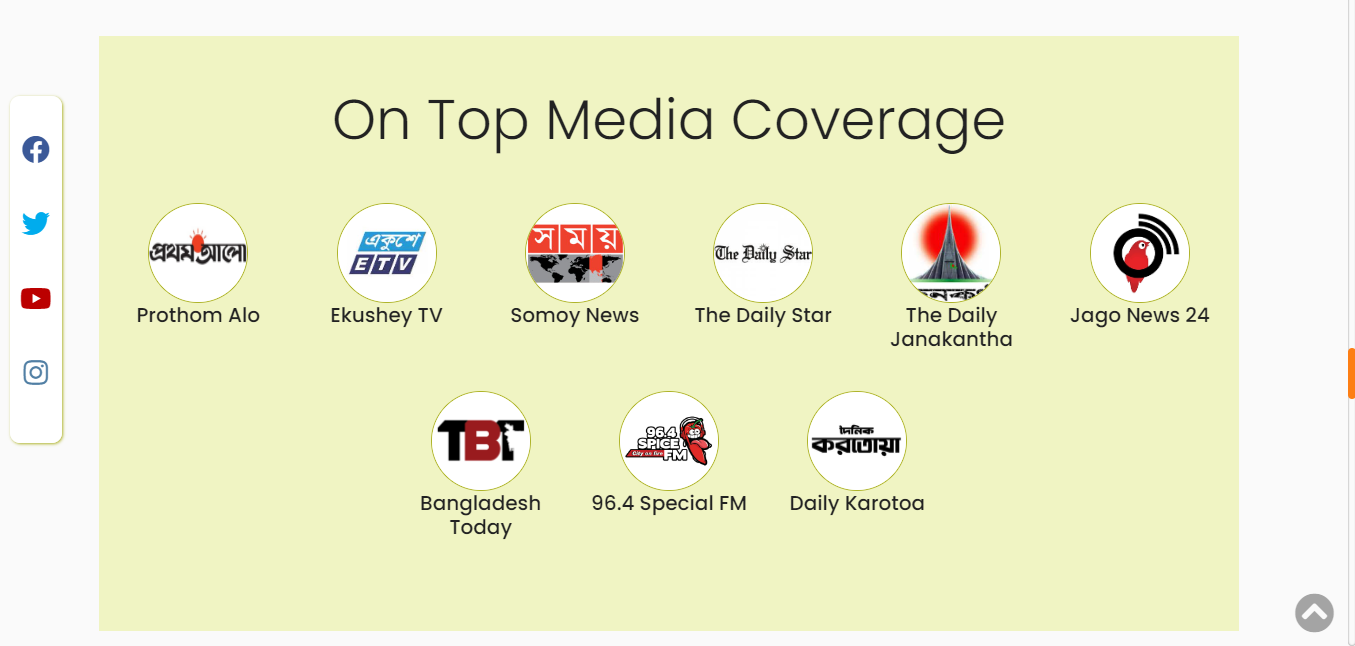 On Top Media Coverage
প্রথম আলো
একুশে
ETV
সময়
The Daily Star
জনকণ্ঠ
Prothom Alo
Ekushey TV
Somoy News
The Daily Star
The Daily
Janakantha
Jago News 24
TBT
96.4
SPICE
City on fire
FM
দৈনিক
করতোয়া
Bangladesh
Today
96.4 Special FM
Daily Karotoa